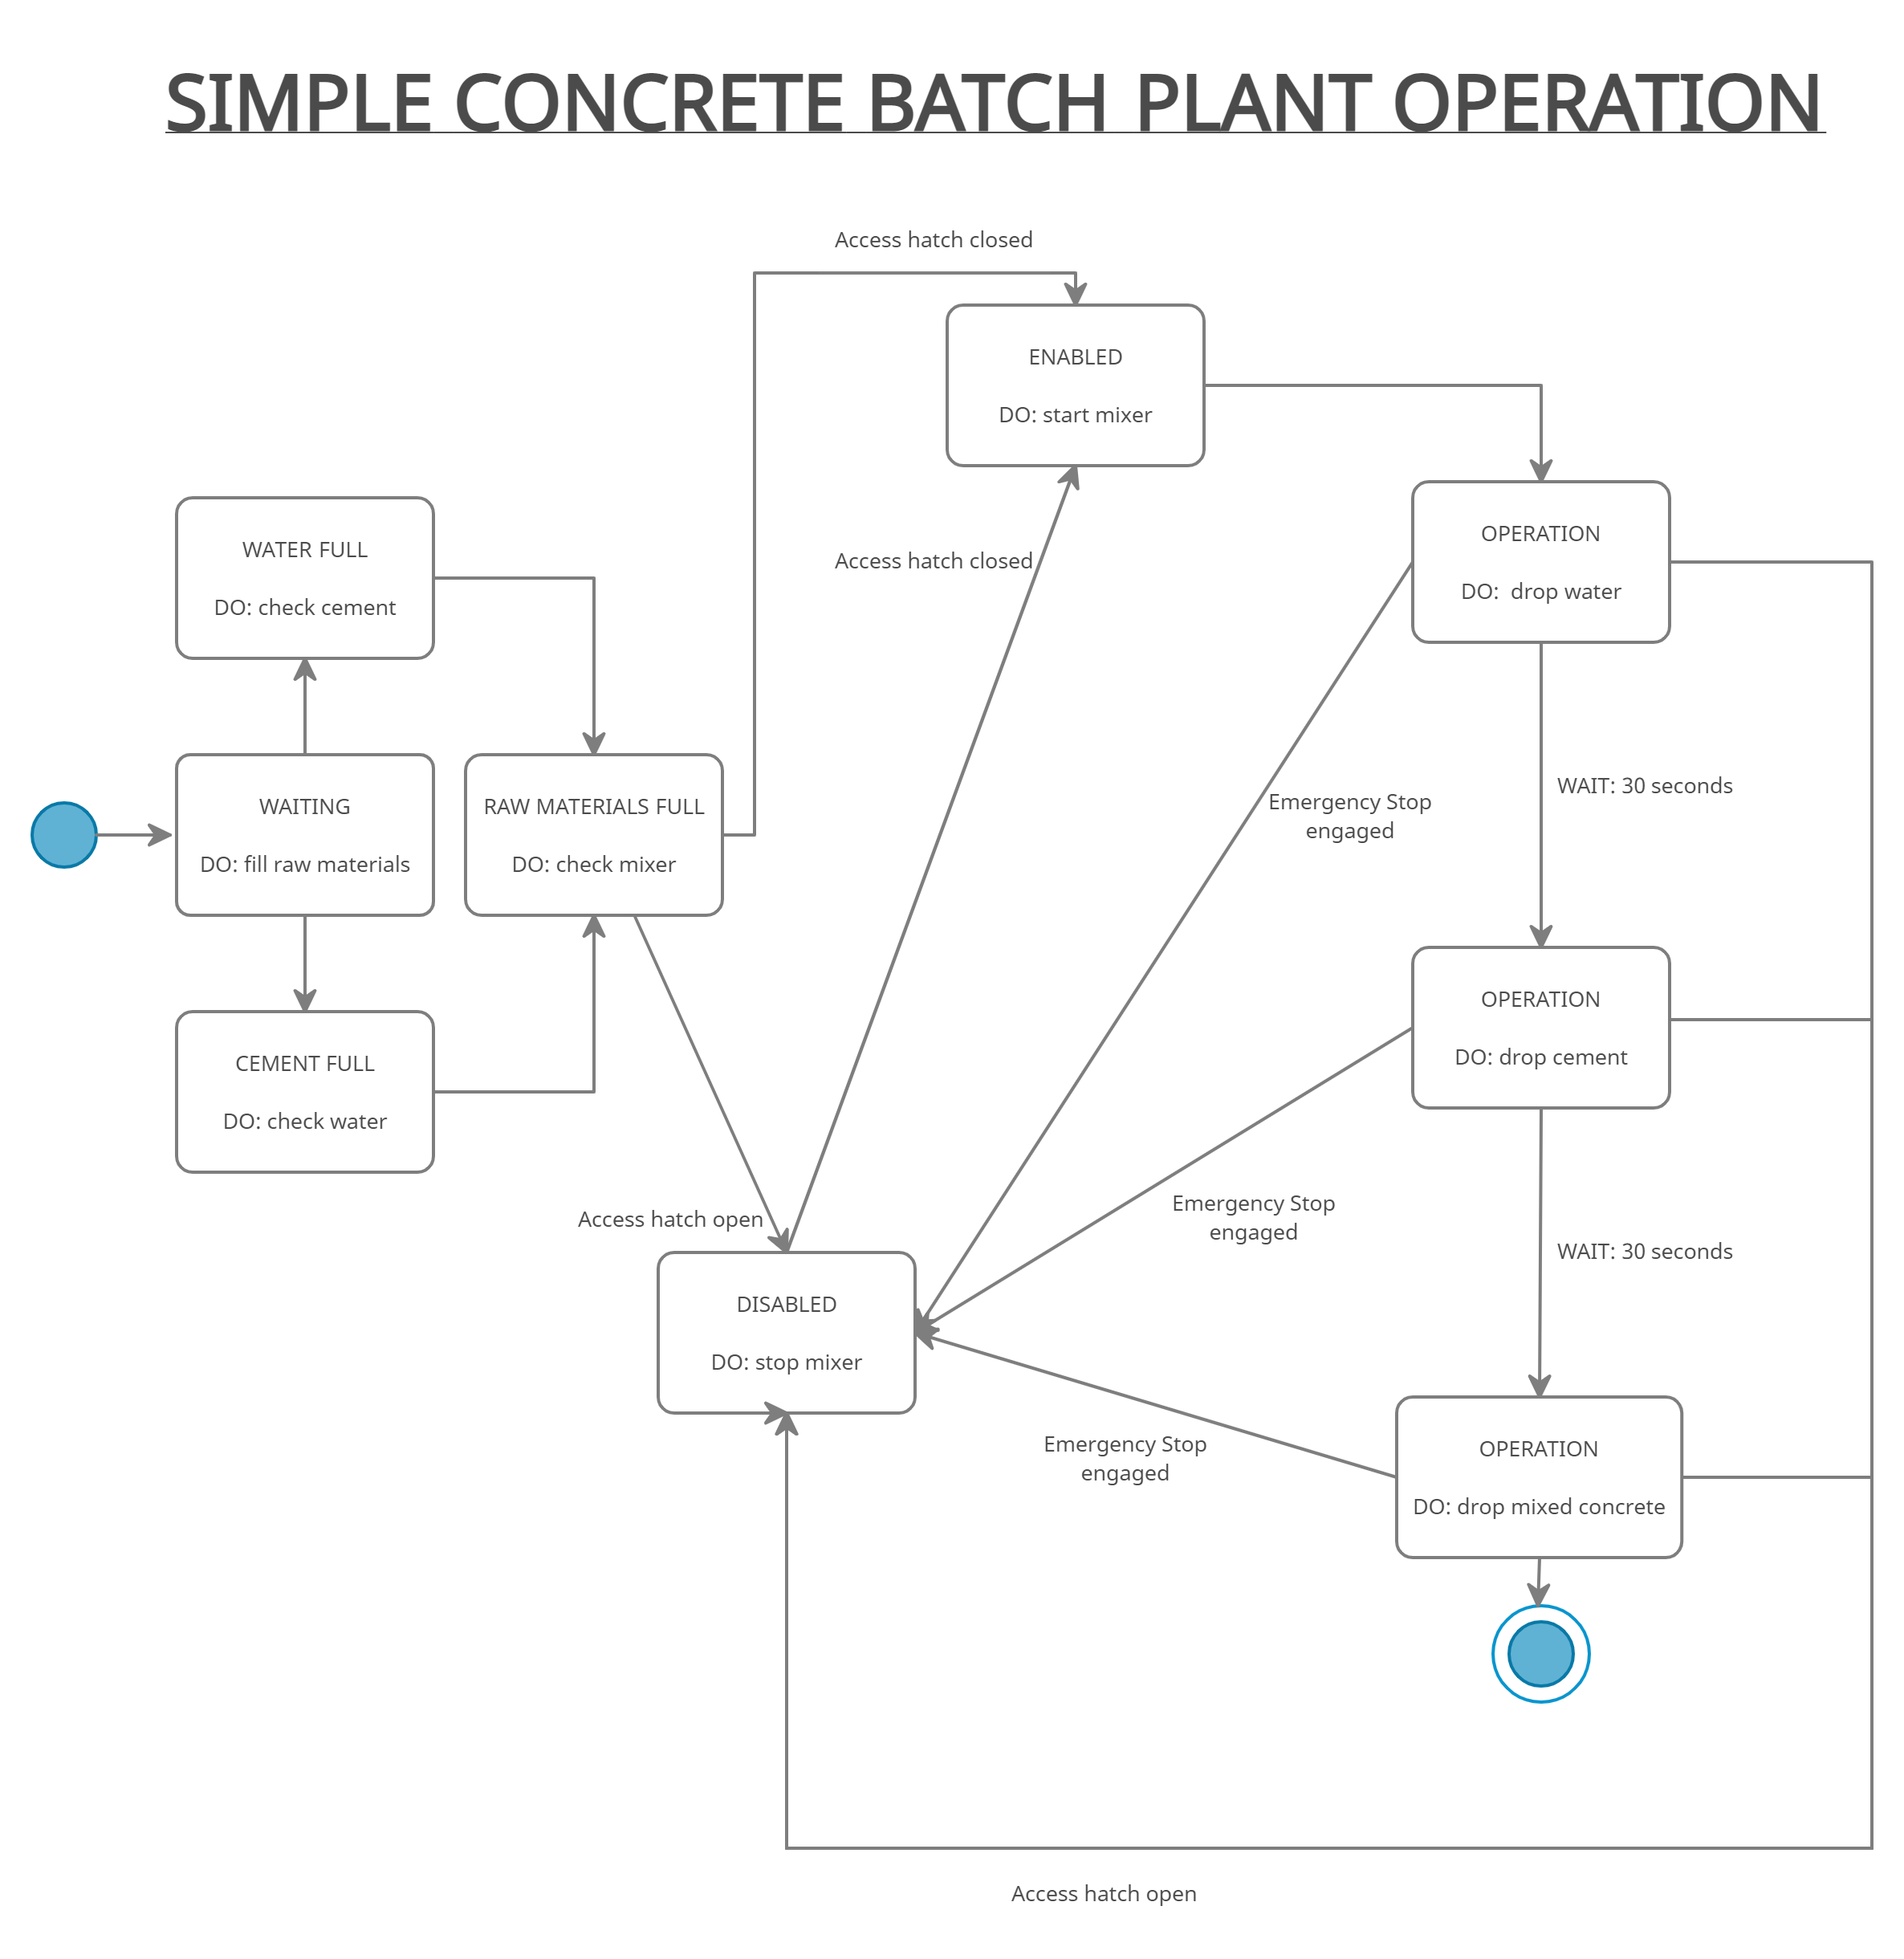 SIMPLE CONCRETE BATCH PLANT OPERATION
Access hatch closed
ENABLED
DO: start mixer
Access hatch closed
WATER FULL
DO: check cement
OPERATION
DO:  drop water
WAITING
DO: fill raw materials
RAW MATERIALS FULL
DO: check mixer
Emergency Stop
engaged
WAIT: 30 seconds
CEMENT FULL
DO: check water
OPERATION
DO: drop cement
Access hatch open
Emergency Stop
engaged
WAIT: 30 seconds
DISABLED
DO: stop mixer
Emergency Stop
engaged
OPERATION
DO: drop mixed concrete
Access hatch open